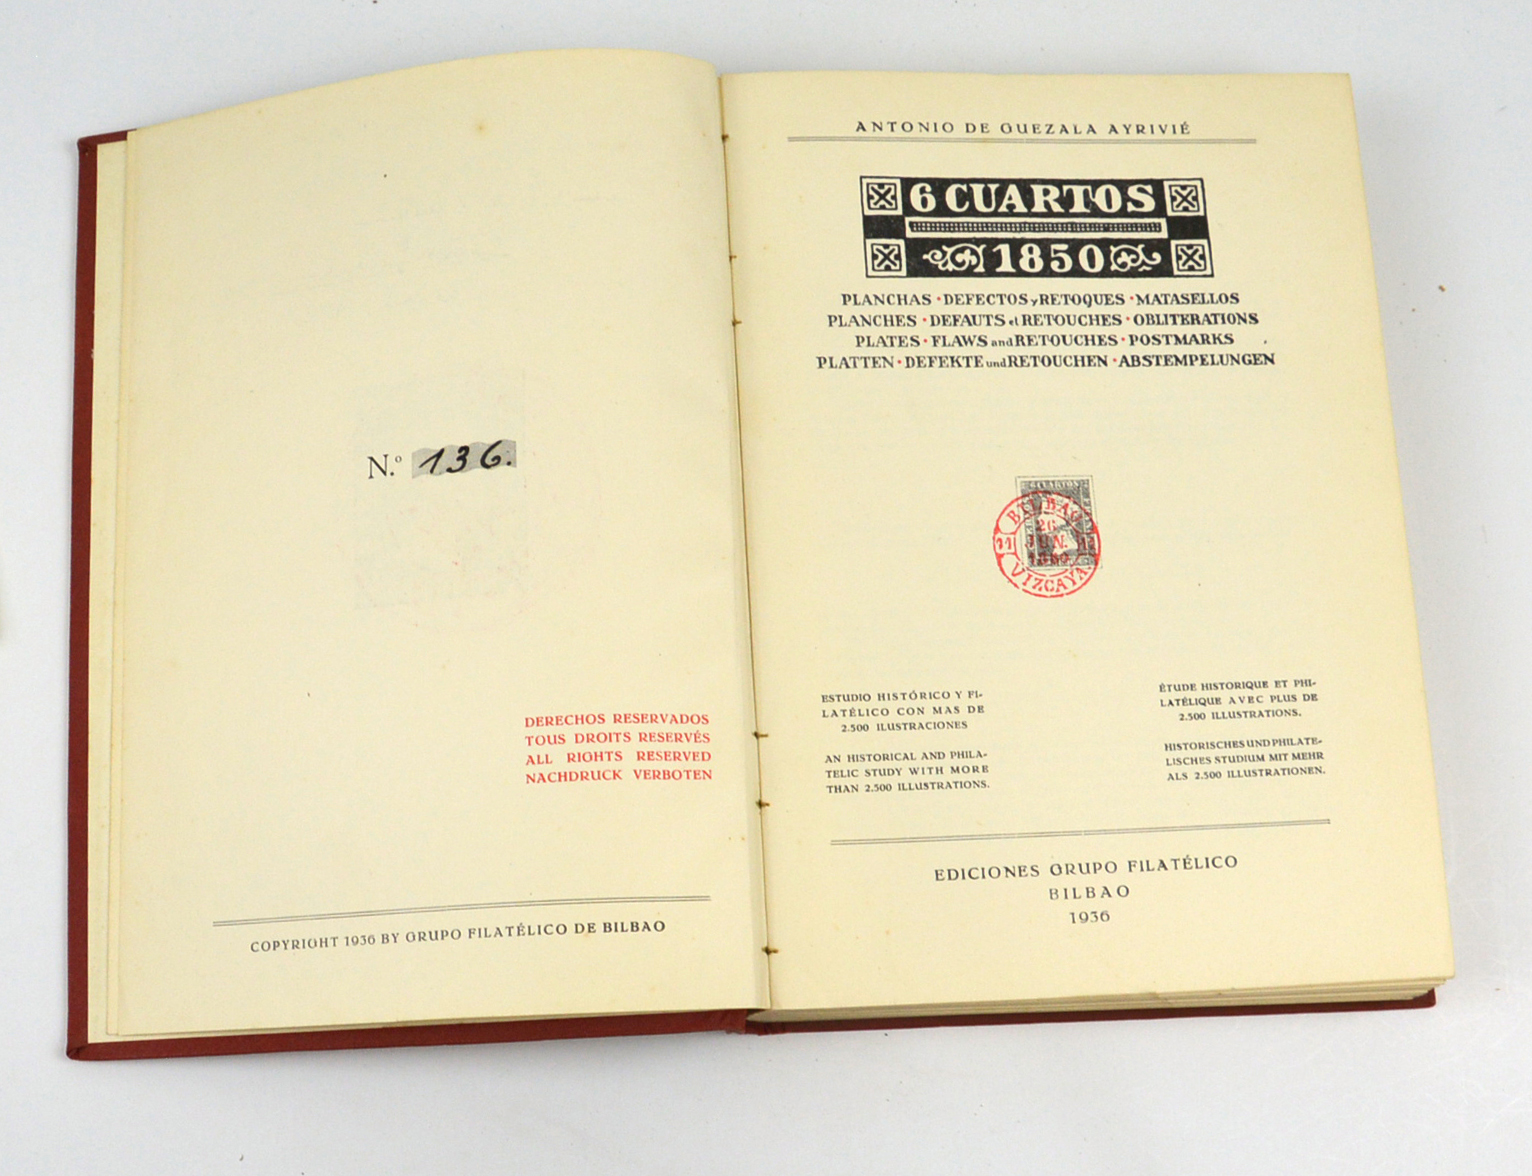 N.º 136.
DERECHOS RESERVADOS
TOUS DROITS RESERVÉS
ALL RIGHTS RESERVED
NACHDRUCK VERBOTEN
COPYRIGHT 1936 BY GRUPO FILATÉLICO DE BILBAO
ANTONIO DE GUEZALA AYRIVIÉ
6 CUARTOS
1850
PLANCHAS · DEFECTOS y RETOQUES · MATASELLOS
PLANCHES · DEFAUTS et RETOUCHES · OBLITERATIONS
PLATES · FLAWS and RETOUCHES · POSTMARKS
PLATTEN · DEFEKTE und RETOUCHEN · ABSTEMPELUNGEN
6 CUARTOS
BILBAO
26
JUN.
11 11
VIZCAYA
ESTUDIO HISTÓRICO Y FI-
LATÉLICO CON MAS DE
2.500 ILUSTRACIONES
AN HISTORICAL AND PHILA-
TELIC STUDY WITH MORE
THAN 2.500 ILLUSTRATIONS.
ÉTUDE HISTORIQUE ET PHI-
LATÉLIQUE AVEC PLUS DE
2.500 ILLUSTRATIONS.
HISTORISCHES UND PHILATE-
LISCHES STUDIUM MIT MEHR
ALS 2.500 ILLUSTRATIONEN.
EDICIONES GRUPO FILATÉLICO
BILBAO
1936